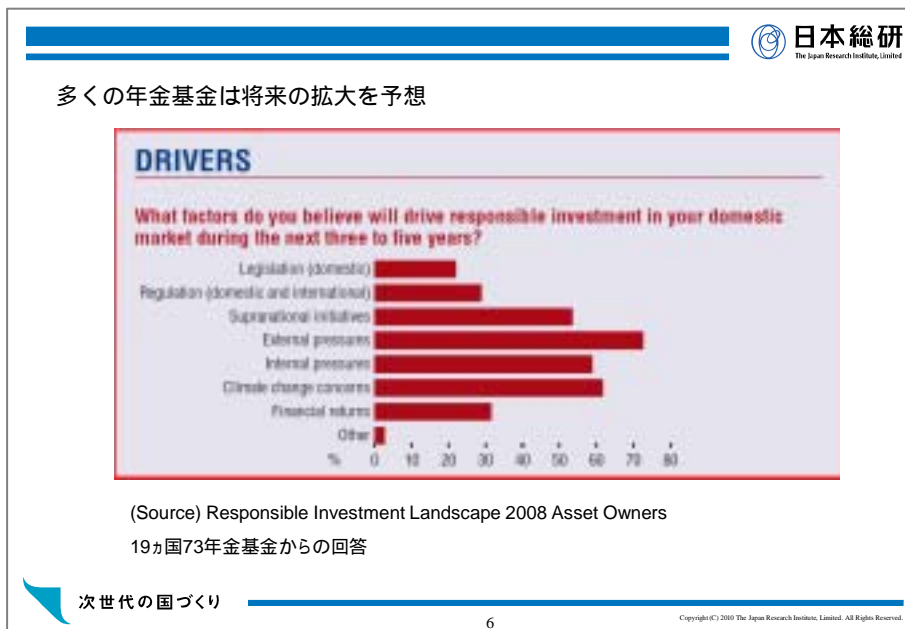 日本総研
The Japan Research Institute, Limited
多くの年金基金は将来の拡大を予想
DRIVERS
What factors do you believe will drive responsible investment in your domestic
market during the next three to five years?
Legislation (domestic)
Regulation (domestic and international)
Supranational initiatives
External pressures
Internal pressures
Climate change concerns
Financial returns
Other
% 0 10 20 30 40 50 60 70 80
(Source) Responsible Investment Landscape 2008 Asset Owners
19ヵ国73年金基金からの回答
次世代の国づくり
6
Copyright (C) 2010 The Japan Research Institute, Limited. All Rights Reserved.